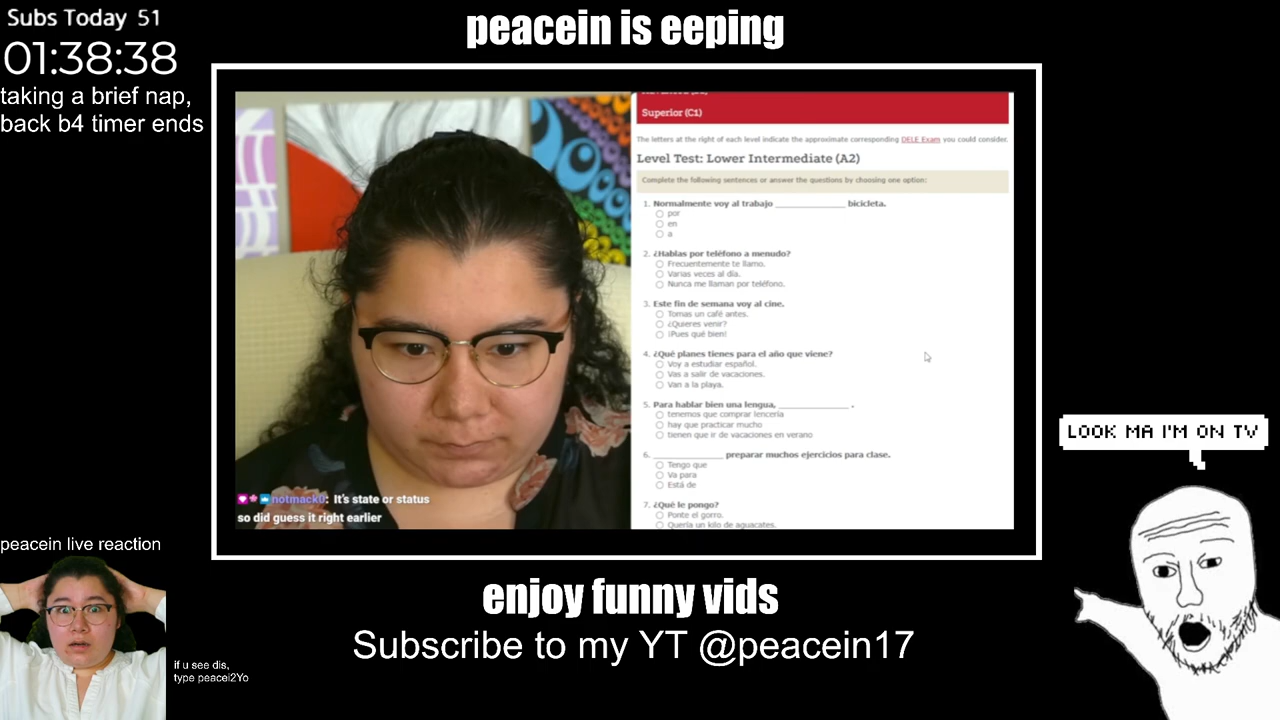 Subs Today 51
01:38:38
taking a brief nap,
back b4 timer ends
peacein is eeping
Superior (C1)
The letters at the right of each level indicate the approximate corresponding DELE Exam you could consider.
Level Test: Lower Intermediate (A2)
Complete the following sentences or answer the questions by choosing one option:
1. Normalmente voy al trabajo ______________ bicicleta.
por
en
a
2. ¿Hablas por teléfono a menudo?
Frecuentemente te llamo.
Varias veces al día.
Nunca me llaman por teléfono.
3. Este fin de semana voy al cine.
Tomas un café antes.
¿Quieres venir?
¡Pues qué bien!
4. ¿Qué planes tienes para el año que viene?
Voy a estudiar español.
Vas a salir de vacaciones.
Van a la playa.
5. Para hablar bien una lengua, ______________ .
tenemos que comprar lencería
hay que practicar mucho
tienen que ir de vacaciones en verano
6. ______________ preparar muchos ejercicios para clase.
Tengo que
Va para
Está de
7. ¿Qué le pongo?
Ponte el gorro.
Quería un kilo de aguacates.
notmack0: It's state or status
so did guess it right earlier
LOOK MA I'M ON TV
peacein live reaction
if u see dis,
type peacei2Yo
enjoy funny vids
Subscribe to my YT @peacein17